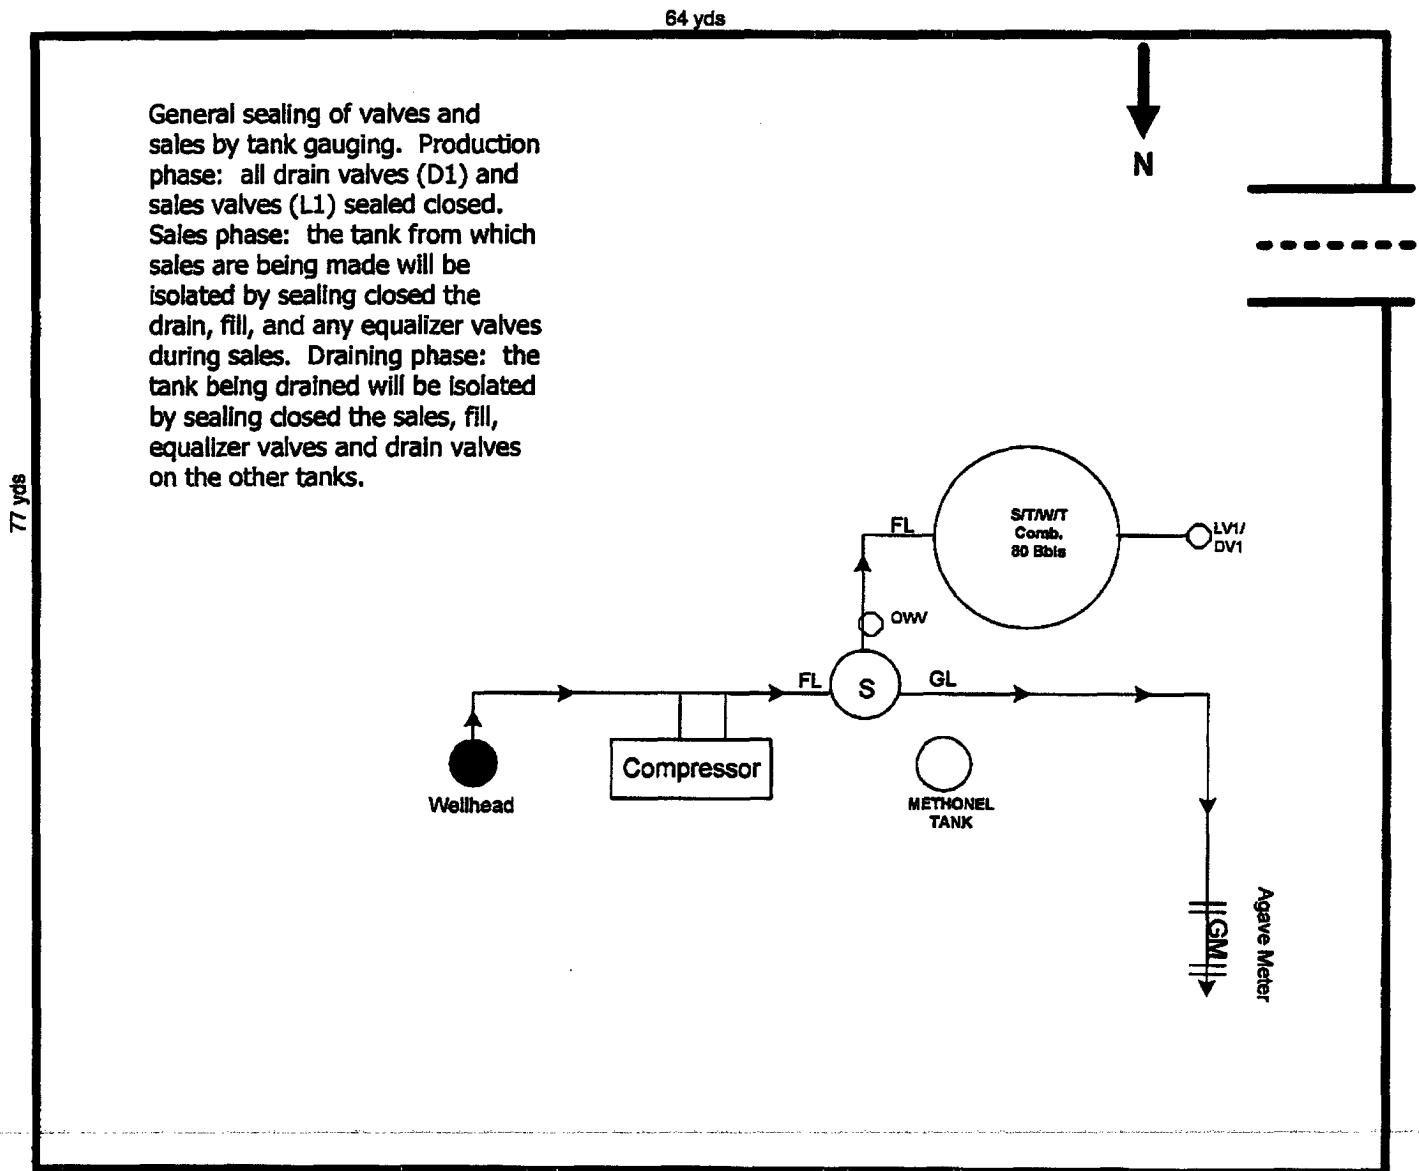 64 yds
General sealing of valves and
sales by tank gauging. Production
phase: all drain valves (D1) and
sales valves (L1) sealed closed.
Sales phase: the tank from which
sales are being made will be
isolated by sealing closed the
drain, fill, and any equalizer valves
during sales. Draining phase: the
tank being drained will be isolated
by sealing closed the sales, fill,
equalizer valves and drain valves
on the other tanks.
N
77 yds
S/T/W/T
Comb.
80 Bbls
FL
LV1/
DV1
OWV
FL
S
GL
Compressor
Wellhead
METHONEL
TANK
GM
Agave Meter